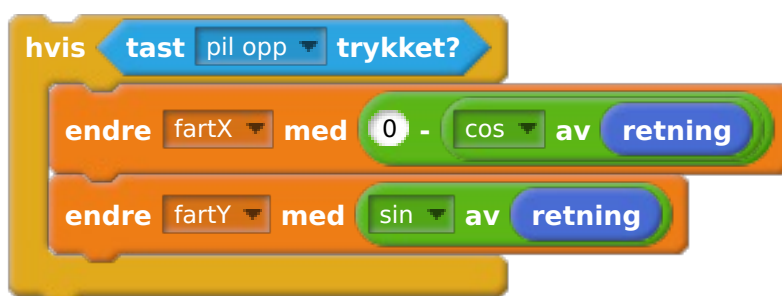 hvis tast pil opp trykket?
endre fartX med 0 - cos av retning
endre fartY med sin av retning